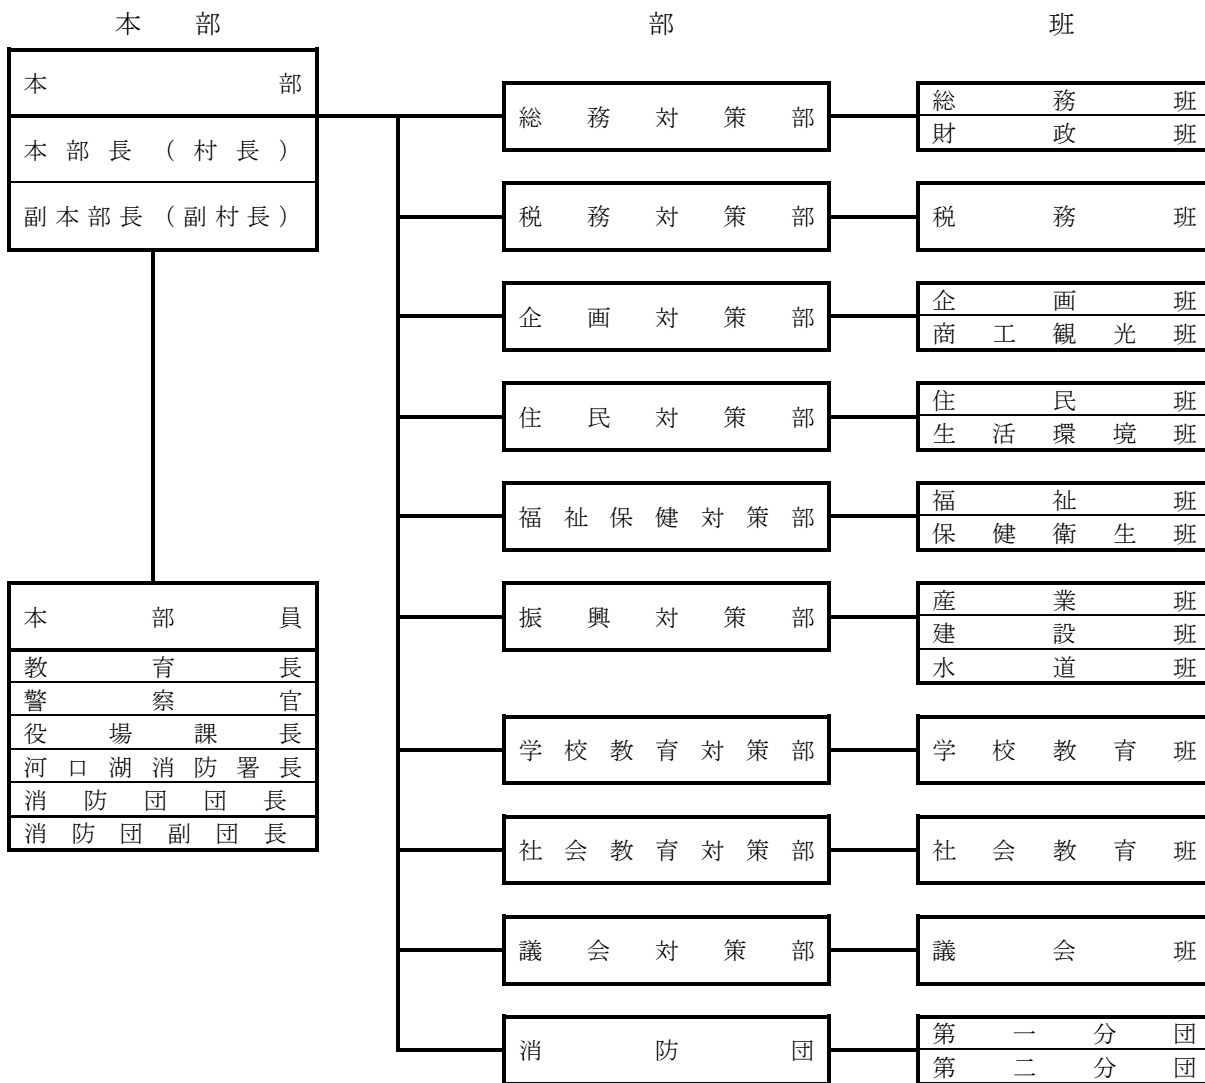 本部
部
班
本部
本部長（村長）
副本部長（副村長）
本部員
教育長
警察官
役場課長
河口湖消防署長
消防団団長
消防団副団長
総務対策部
税務対策部
企画対策部
住民対策部
福祉保健対策部
振興対策部
学校教育対策部
社会教育対策部
議会対策部
消防団
総務班
財政班
税務班
企画班
商工観光班
住民班
生活環境班
福祉班
保健衛生班
産業班
建設班
水道班
学校教育班
社会教育班
議会班
第一分団
第二分団